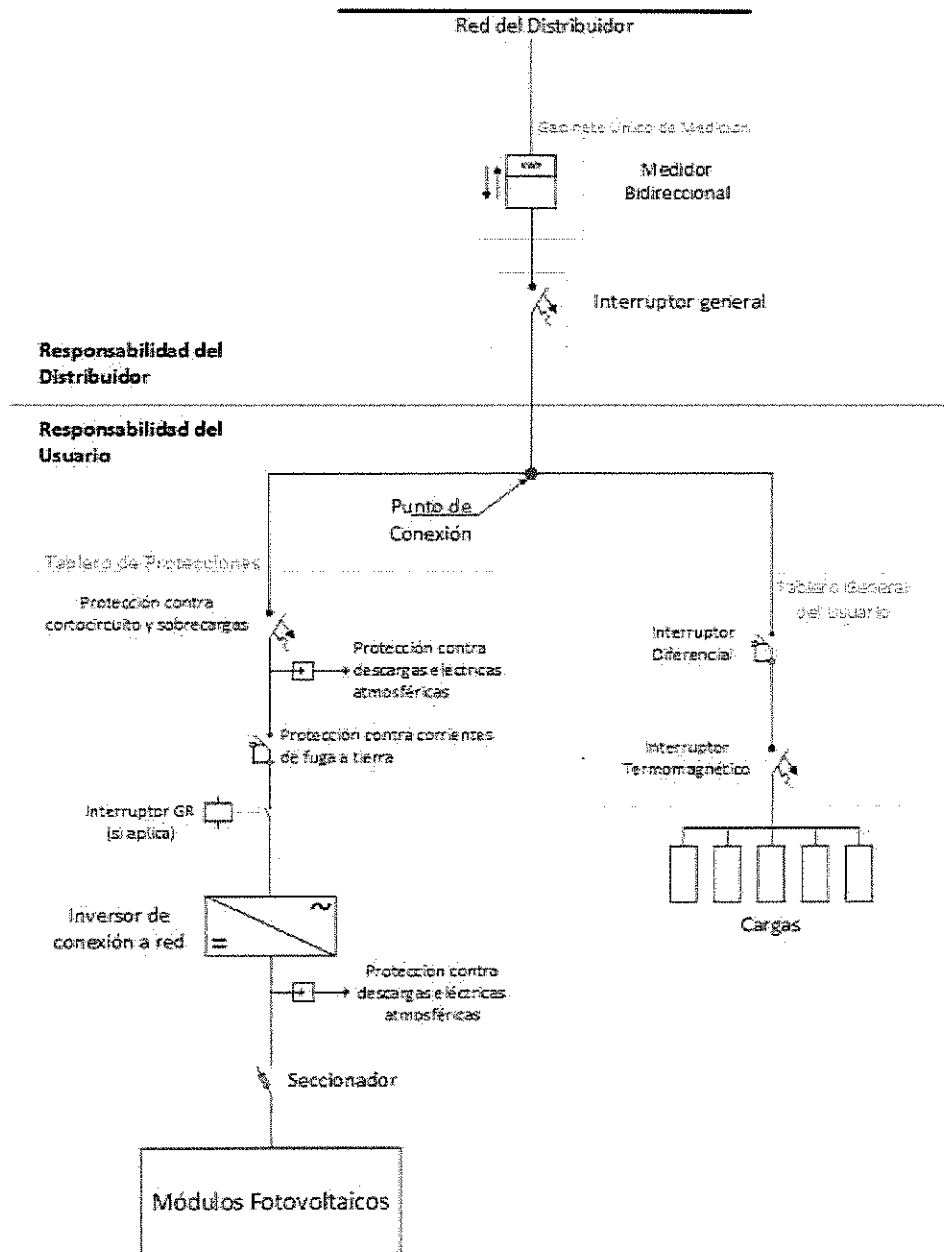 Red del Distribuidor
Gabinete Único de Medición
kWh
Medidor
Bidireccional
Interruptor general
Responsabilidad del
Distribuidor
Responsabilidad del
Usuario
Punto de
Conexión
Tablero de Protecciones
Protección contra
cortocircuito y sobrecargas
Protección contra
descargas eléctricas
atmosféricas
Protección contra corrientes
de fuga a tierra
Interruptor GR
(si aplica)
Inversor de
conexión a red
Protección contra
descargas eléctricas
atmosféricas
Seccionador
Módulos Fotovoltaicos
Tablero General
del Usuario
Interruptor
Diferencial
Interruptor
Termomagnético
Cargas